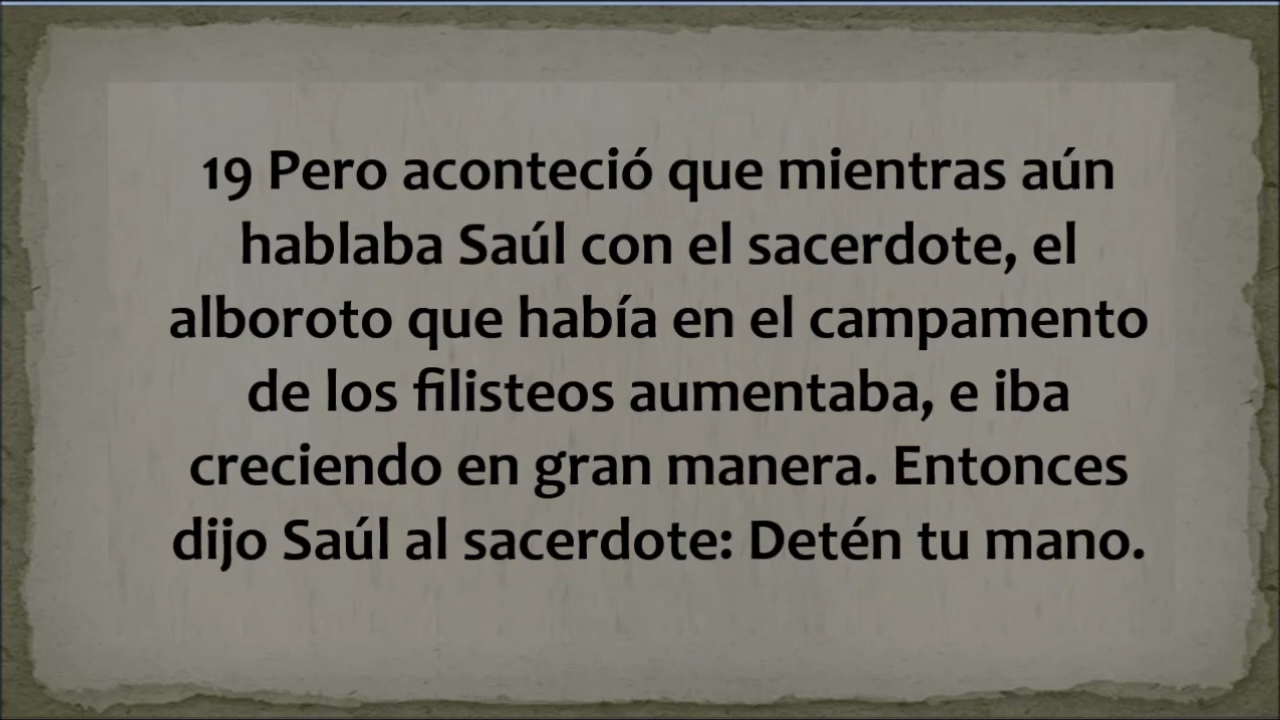 19 Pero aconteció que mientras aún
hablaba Saúl con el sacerdote, el
alboroto que había en el campamento
de los filisteos aumentaba, e iba
creciendo en gran manera. Entonces
dijo Saúl al sacerdote: Detén tu mano.